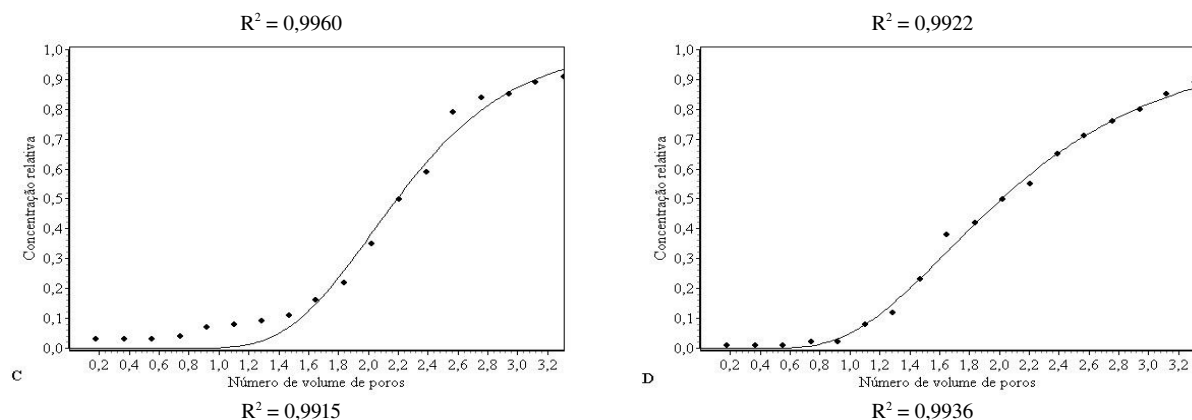 R² = 0,9960
R² = 0,9922
1,0
0,9
0,8
0,7
0,6
0,5
0,4
0,3
0,2
0,1
0,0
Concentração relativa
0,2 0,4 0,6 0,8 1,0 1,2 1,4 1,6 1,8 2,0 2,2 2,4 2,6 2,8 3,0 3,2
Número de volume de poros
C
1,0
0,9
0,8
0,7
0,6
0,5
0,4
0,3
0,2
0,1
0,0
Concentração relativa
0,2 0,4 0,6 0,8 1,0 1,2 1,4 1,6 1,8 2,0 2,2 2,4 2,6 2,8 3,0 3,2
Número de volume de poros
D
R² = 0,9915
R² = 0,9936